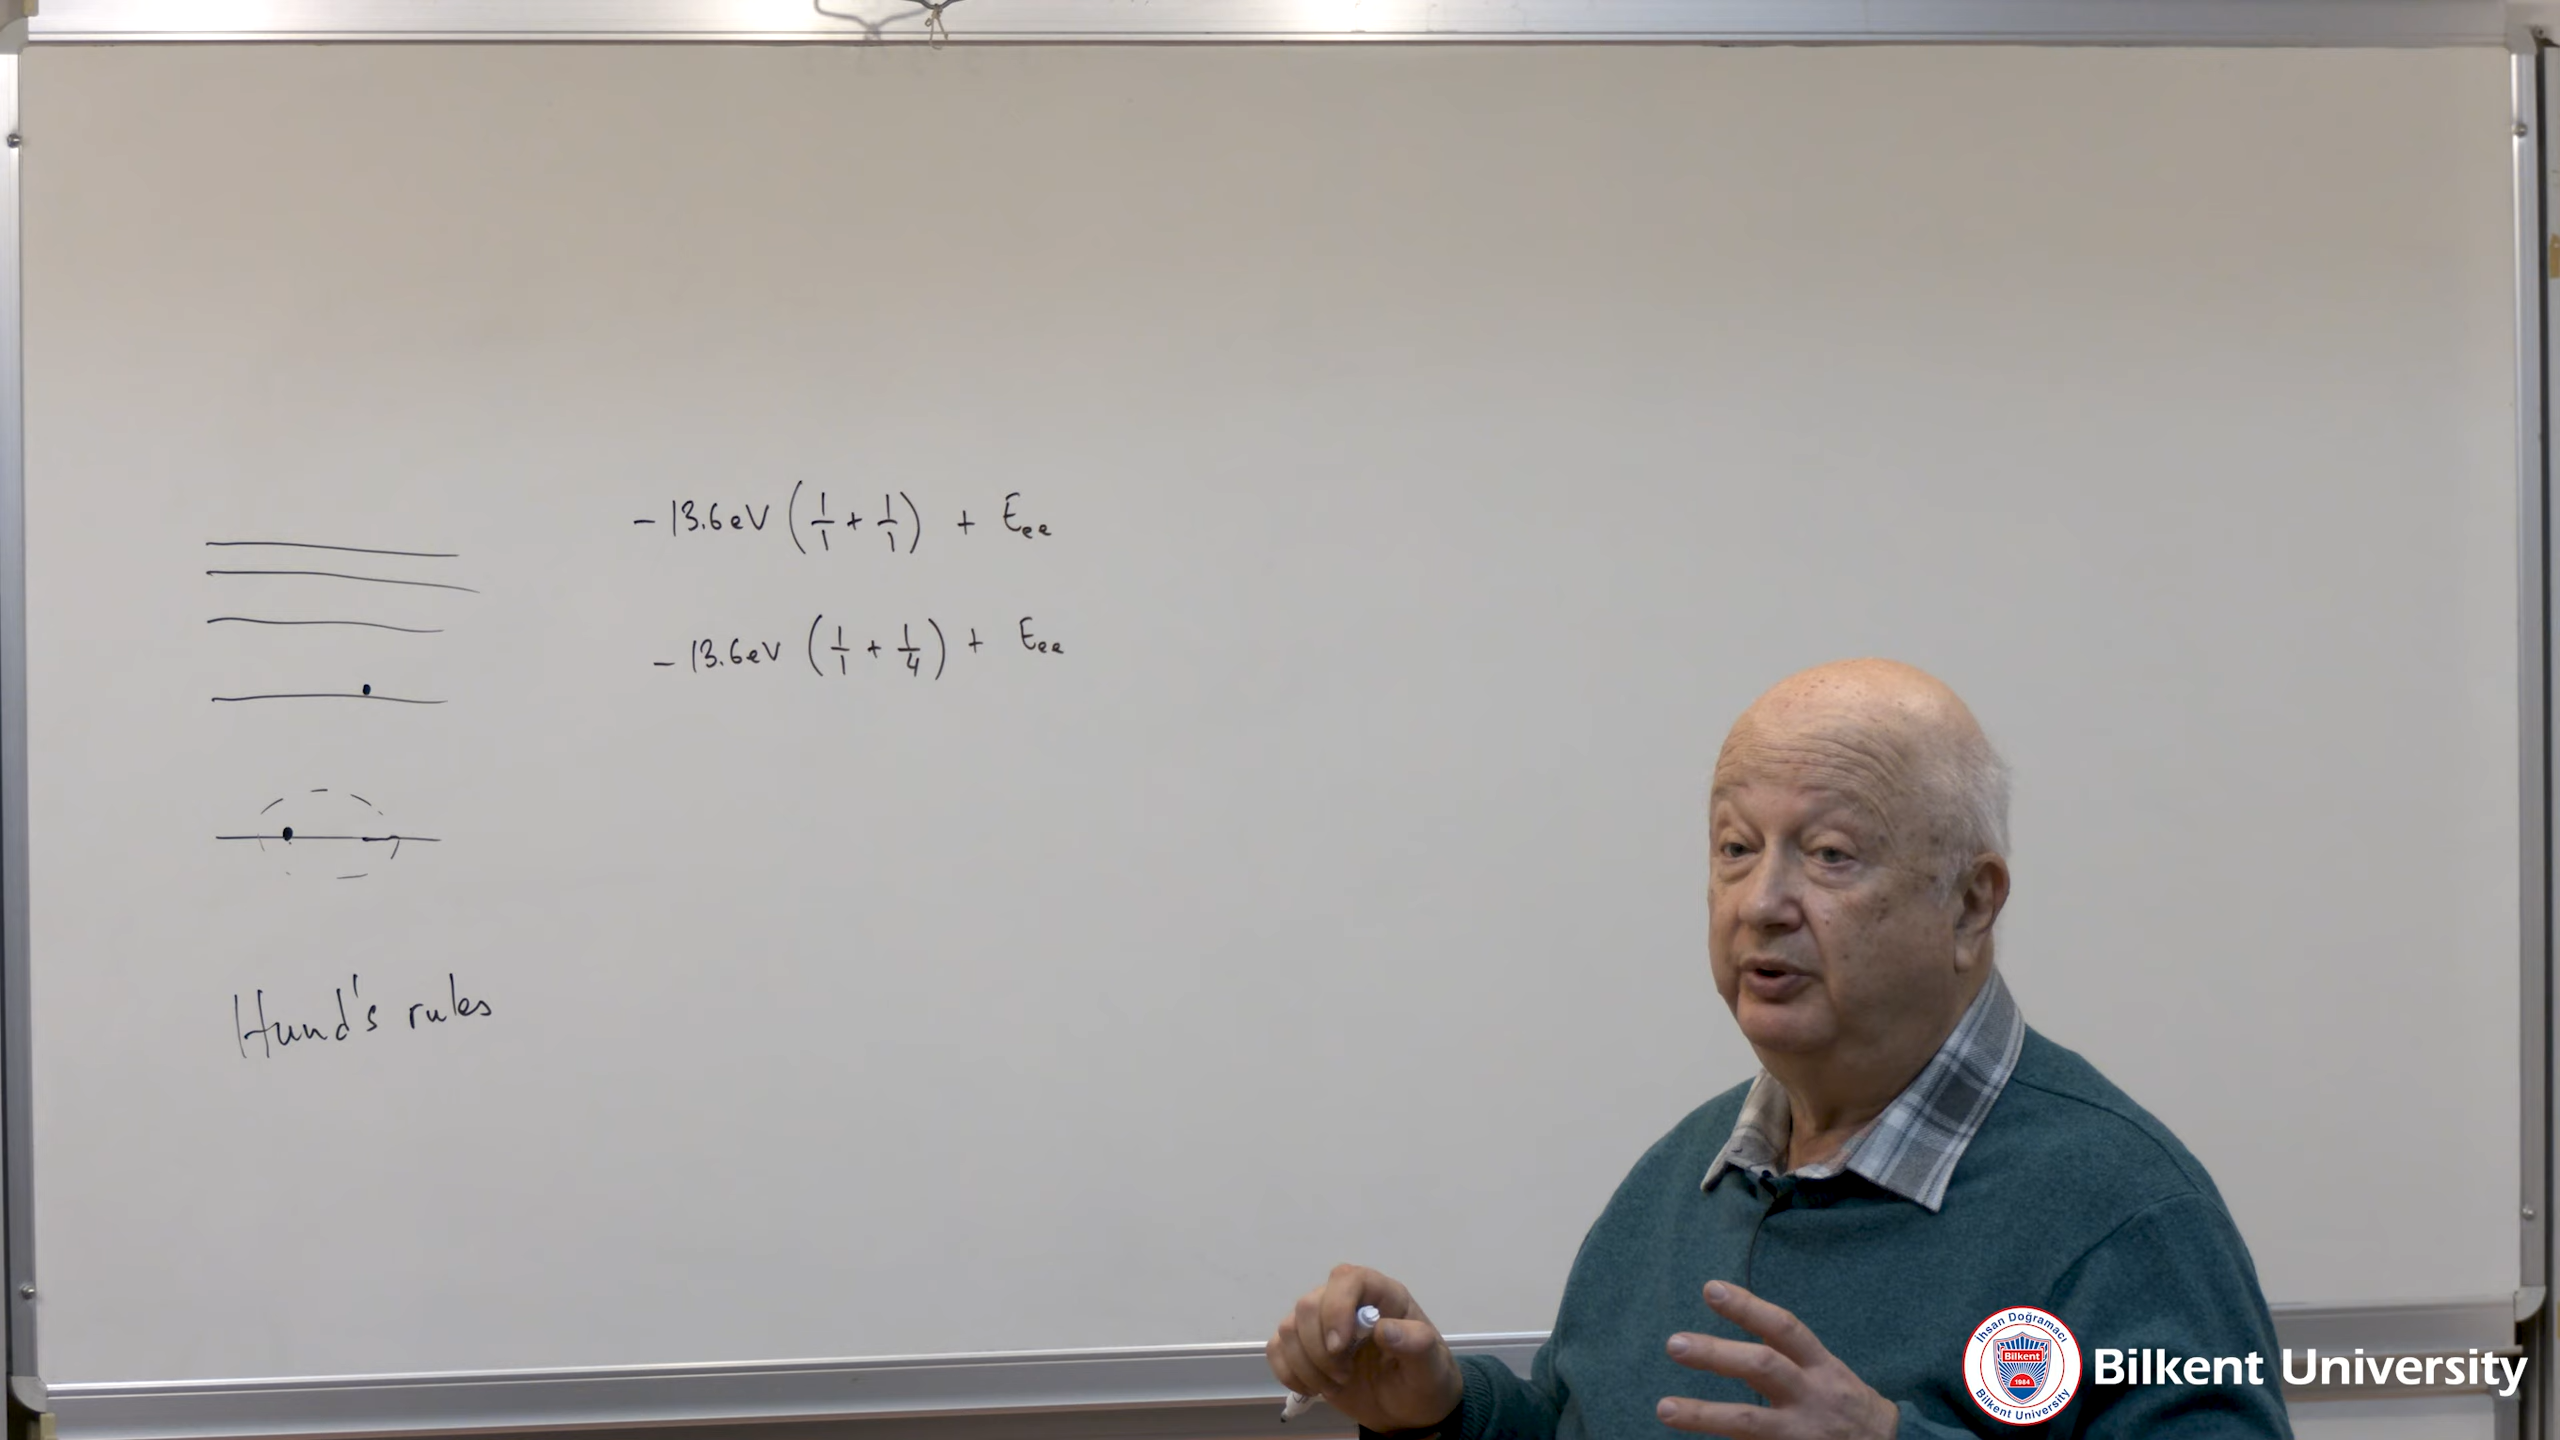 - 13.6eV (1/1 + 1/1) + Eee
- 13.6eV (1/1 + 1/4) + Eee
Hund's rules
İhsan Doğramacı
Bilkent
1984
Bilkent University
Bilkent University